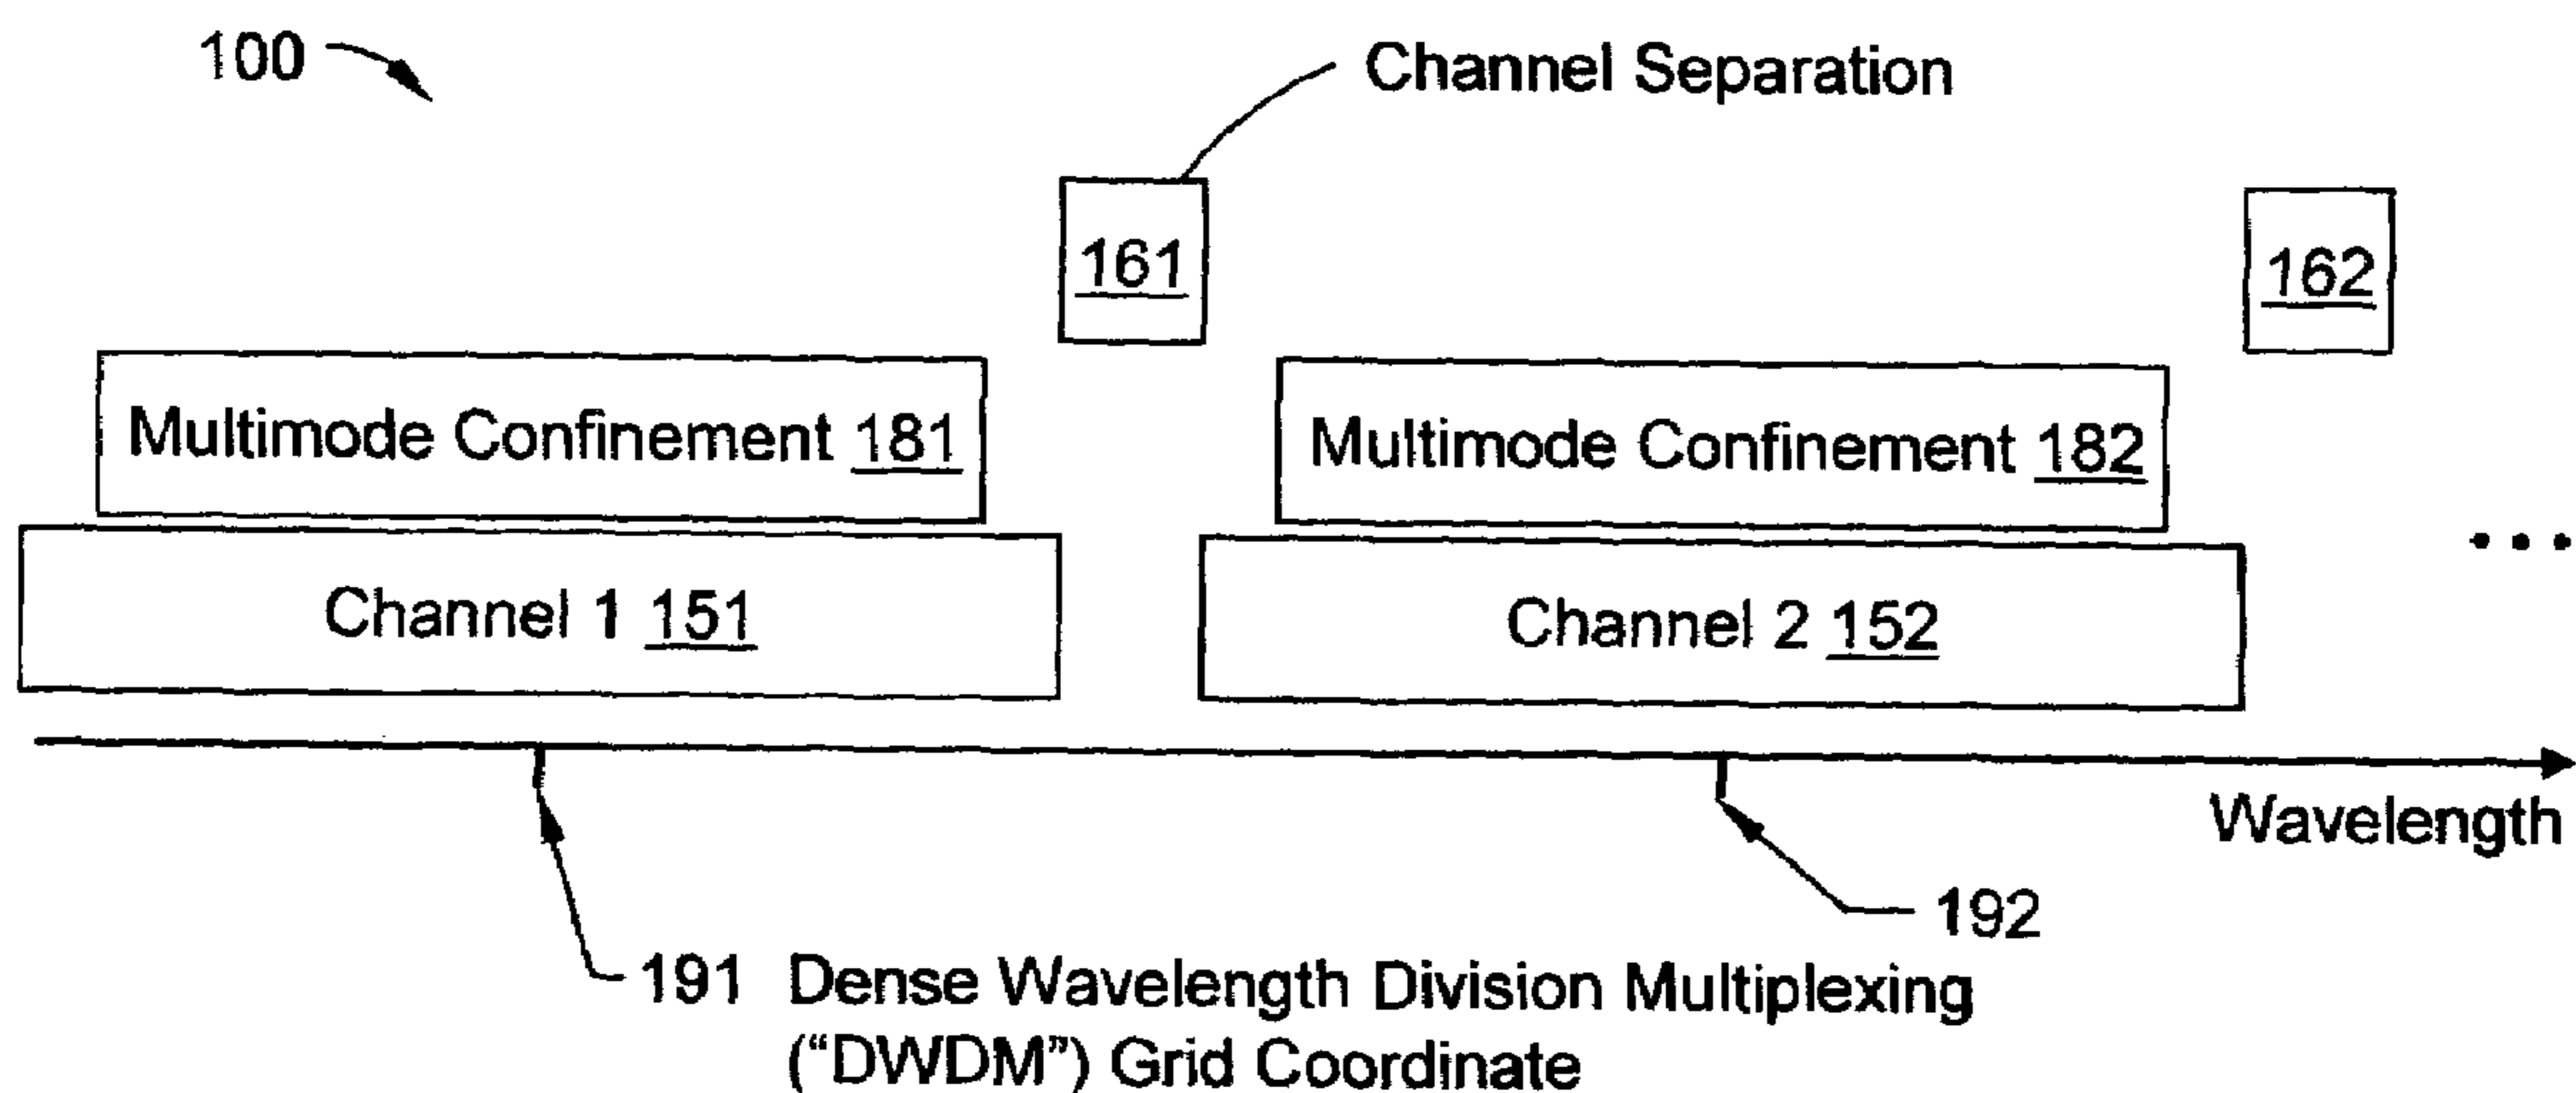 100
Channel Separation
161
162
Multimode Confinement 181
Multimode Confinement 182
Channel 1 151
Channel 2 152
...
Wavelength
192
191 Dense Wavelength Division Multiplexing
(“DWDM”) Grid Coordinate